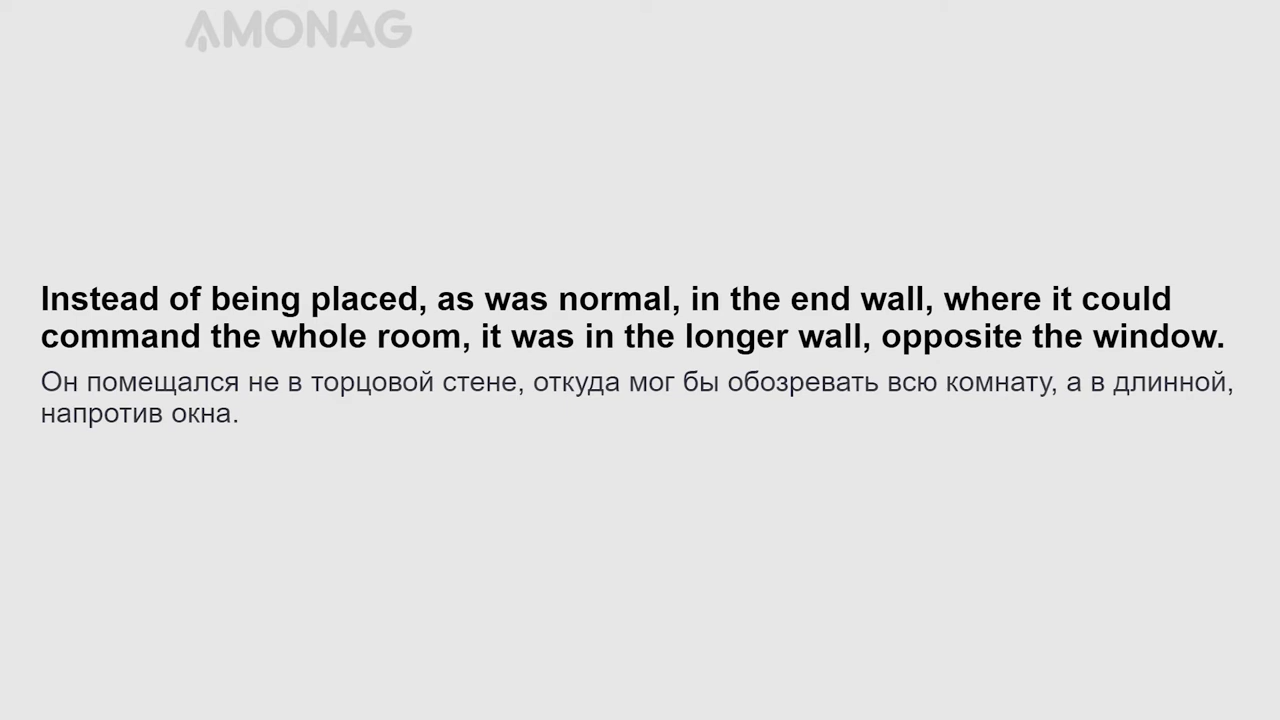 AMONAG
Instead of being placed, as was normal, in the end wall, where it could
command the whole room, it was in the longer wall, opposite the window.
Он помещался не в торцовой стене, откуда мог бы обозревать всю комнату, а в длинной,
напротив окна.